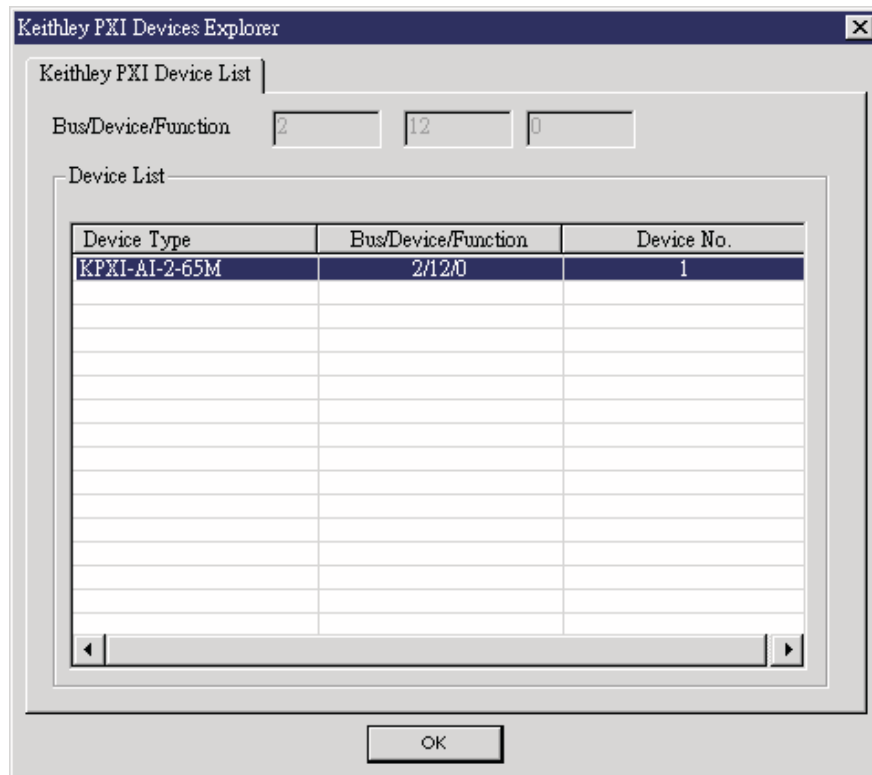 Keithley PXI Devices Explorer
Keithley PXI Device List
Bus/Device/Function 2 12 0
Device List
Device Type Bus/Device/Function Device No.
KPXI-AI-2-65M 2/12/0 1
OK